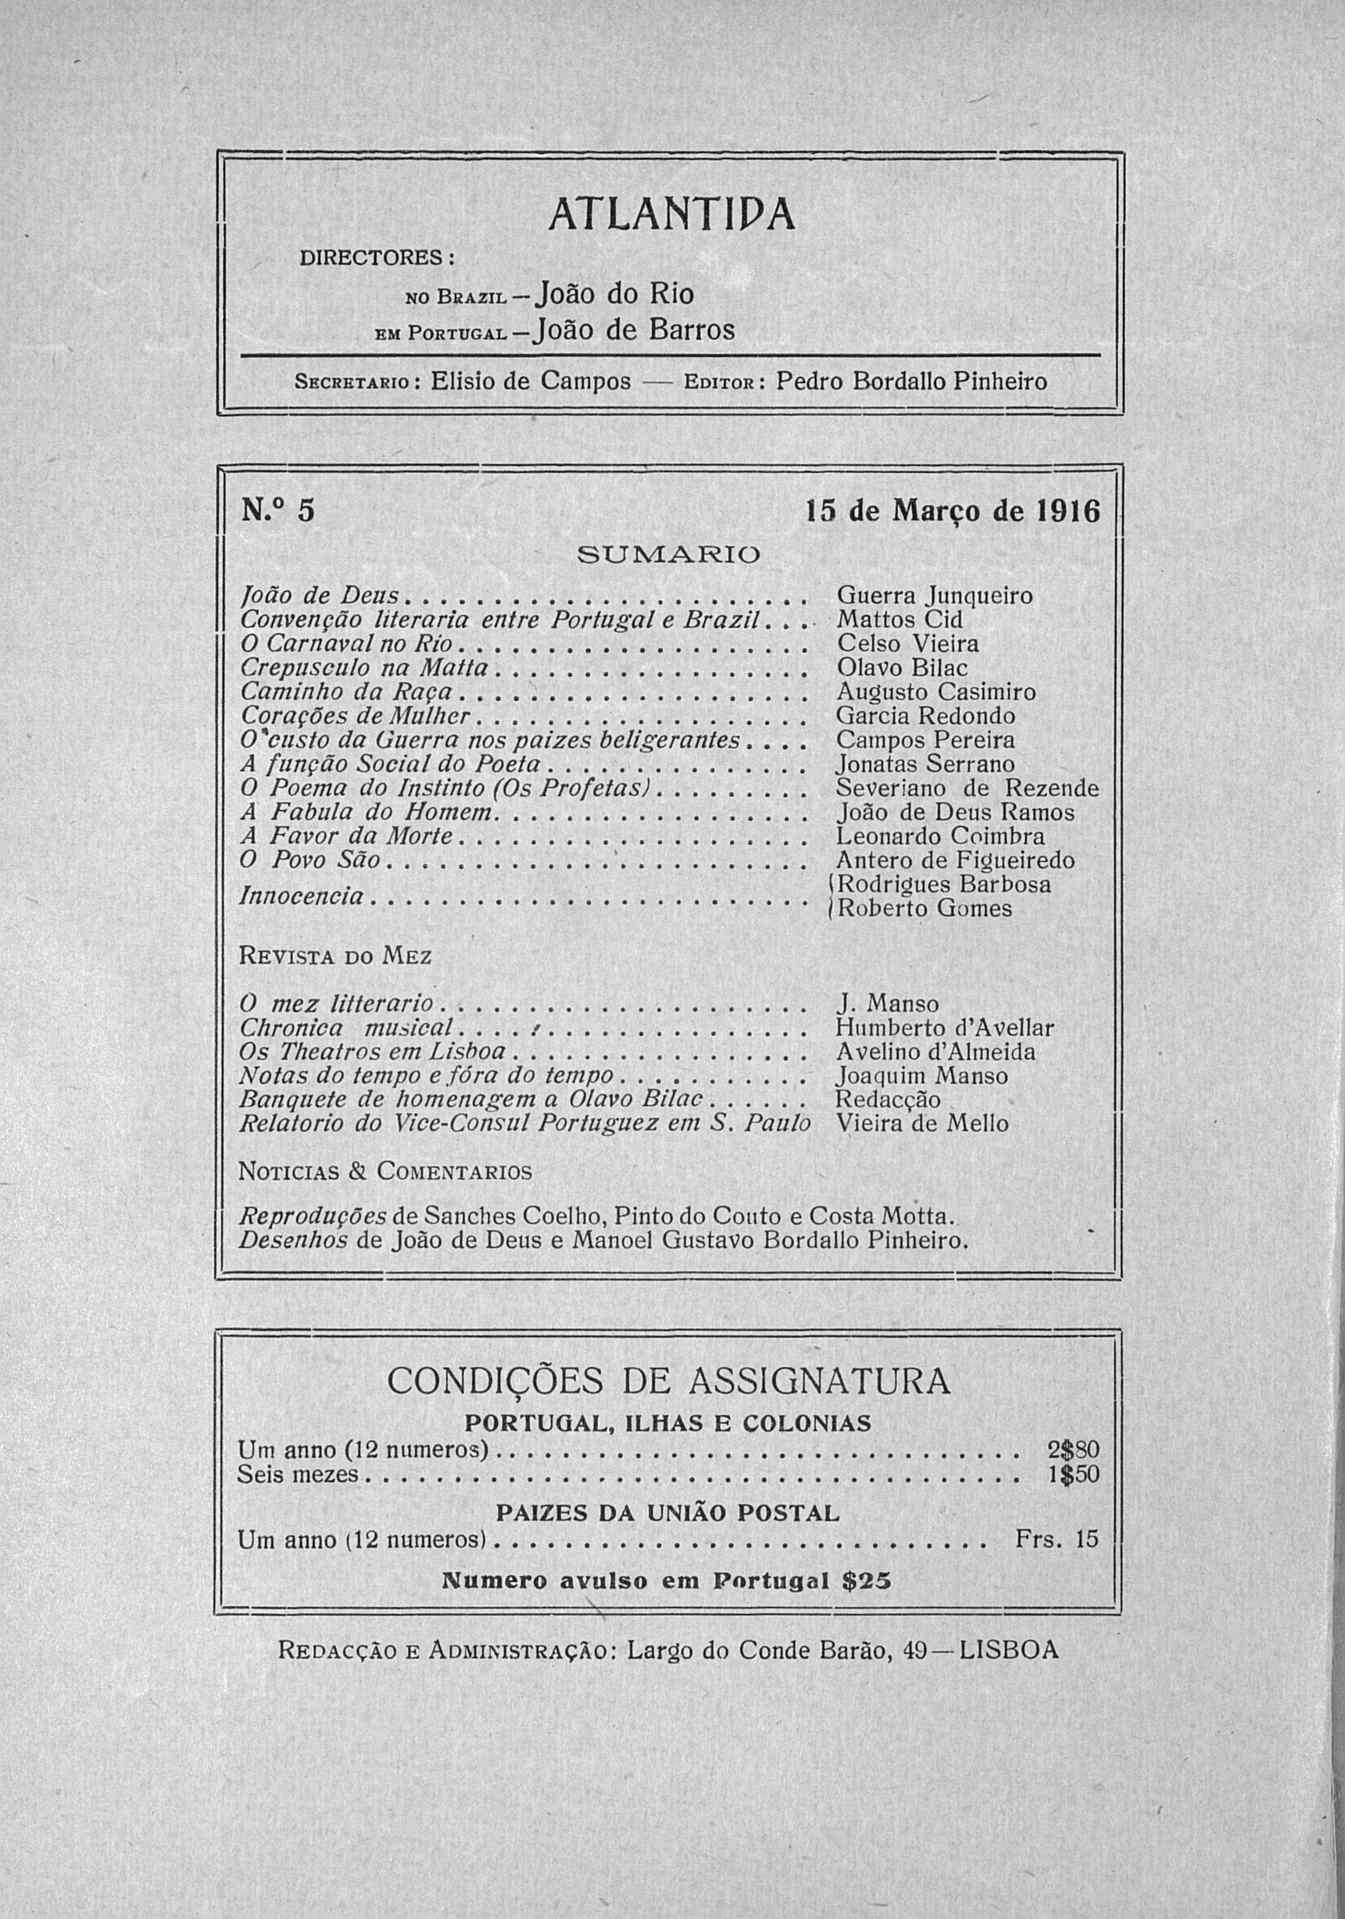 ATLANTIDA
DIRECTORES:
NO BRAZIL — João do Rio
EM PORTUGAL — João de Barros
SECRETARIO: Elisio de Campos — EDITOR: Pedro Bordallo Pinheiro
N.º 5 15 de Março de 1916
SUMARIO
João de Deus. . . . . . . . . . . . . . . . . . . . . . . Guerra Junqueiro
Convenção literaria entre Portugal e Brazil. . . . Mattos Cid
O Carnaval no Rio. . . . . . . . . . . . . . . . . . . . Celso Vieira
Crepusculo na Matta. . . . . . . . . . . . . . . . . . Olavo Bilac
Caminho da Raça. . . . . . . . . . . . . . . . . . . . Augusto Casimiro
Corações de Mulher. . . . . . . . . . . . . . . . . . . Garcia Redondo
O custo da Guerra nos paizes beligerantes. . . . Campos Pereira
A função Social do Poeta. . . . . . . . . . . . . . . Jonatas Serrano
O Poema do Instinto (Os Profetas). . . . . . . . . Severiano de Rezende
A Fabula do Homem. . . . . . . . . . . . . . . . . . João de Deus Ramos
A Favor da Morte. . . . . . . . . . . . . . . . . . . . Leonardo Coimbra
O Povo São. . . . . . . . . . . . . . . . . . . . . . . . Antero de Figueiredo
Innocencia. . . . . . . . . . . . . . . . . . . . . . . . . Rodrigues Barbosa
Roberto Gomes
REVISTA DO MEZ
O mez litterario. . . . . . . . . . . . . . . . . . . . . J. Manso
Chronica musical. . . . . . . . . . . . . . . . . . . . Humberto d'Avellar
Os Theatros em Lisboa. . . . . . . . . . . . . . . . . Avelino d'Almeida
Notas do tempo e fóra do tempo. . . . . . . . . . . Joaquim Manso
Banquete de homenagem a Olavo Bilac. . . . . . Redacção
Relatorio do Vice-Consul Portuguez em S. Paulo Vieira de Mello
NOTICIAS & COMENTARIOS
Reproduções de Sanches Coelho, Pinto do Couto e Costa Motta.
Desenhos de João de Deus e Manoel Gustavo Bordallo Pinheiro.
CONDIÇÕES DE ASSIGNATURA
PORTUGAL, ILHAS E COLONIAS
Um anno (12 numeros). . . . . . . . . . . . . . . . . . . . . . . . . . . . . . 2$80
Seis mezes. . . . . . . . . . . . . . . . . . . . . . . . . . . . . . . . . . . . . 1$50
PAIZES DA UNIÃO POSTAL
Um anno (12 numeros). . . . . . . . . . . . . . . . . . . . . . . . . . . . Frs. 15
Numero avulso em Portugal $25
REDACÇÃO E ADMINISTRAÇÃO: Largo do Conde Barão, 49 — LISBOA